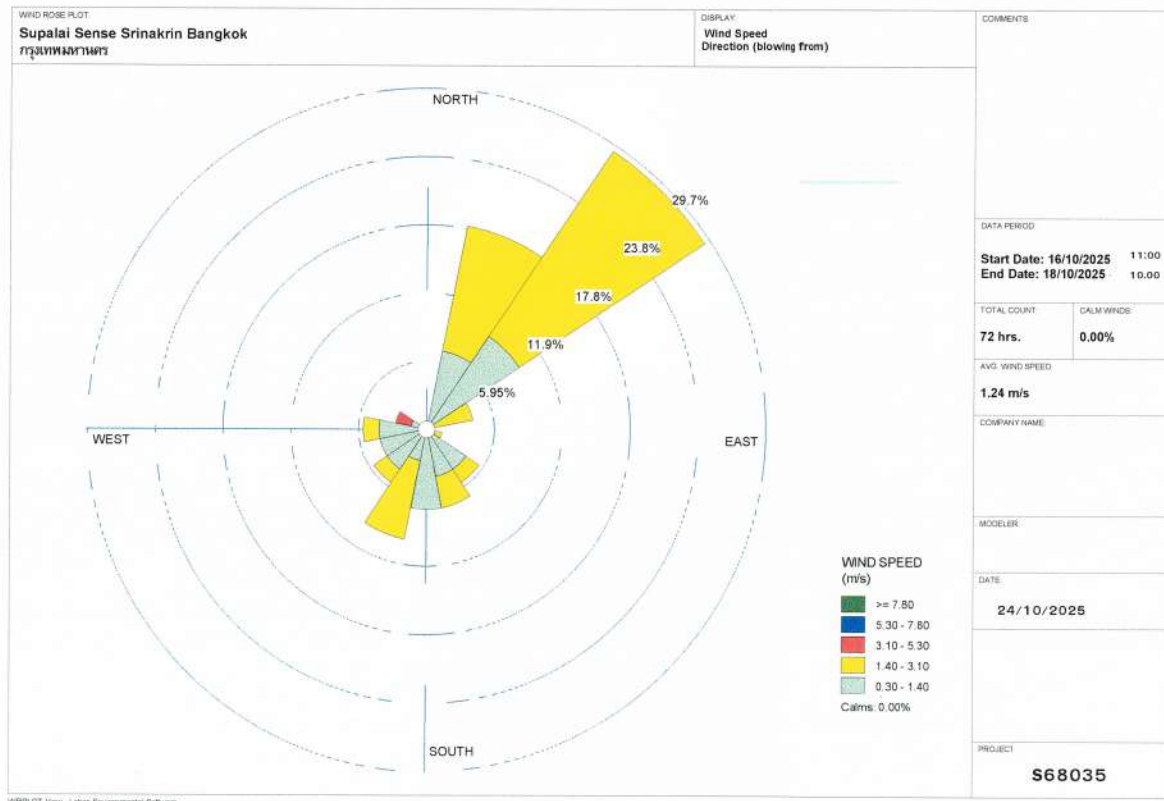 WIND ROSE PLOT:
Supalai Sense Srinakrin Bangkok
กรุงเทพมหานคร
DISPLAY:
Wind Speed
Direction (blowing from)
COMMENTS:
NORTH
29.7%
23.8%
17.8%
11.9%
5.95%
WEST
EAST
SOUTH
WIND SPEED
(m/s)
>= 7.80
5.30 - 7.80
3.10 - 5.30
1.40 - 3.10
0.30 - 1.40
Calms: 0.00%
DATA PERIOD:
Start Date: 16/10/2025 11:00
End Date: 18/10/2025 10.00
TOTAL COUNT:
72 hrs.
CALM WINDS:
0.00%
AVG. WIND SPEED:
1.24 m/s
COMPANY NAME:
MODELER:
DATE:
24/10/2025
PROJECT
S68035